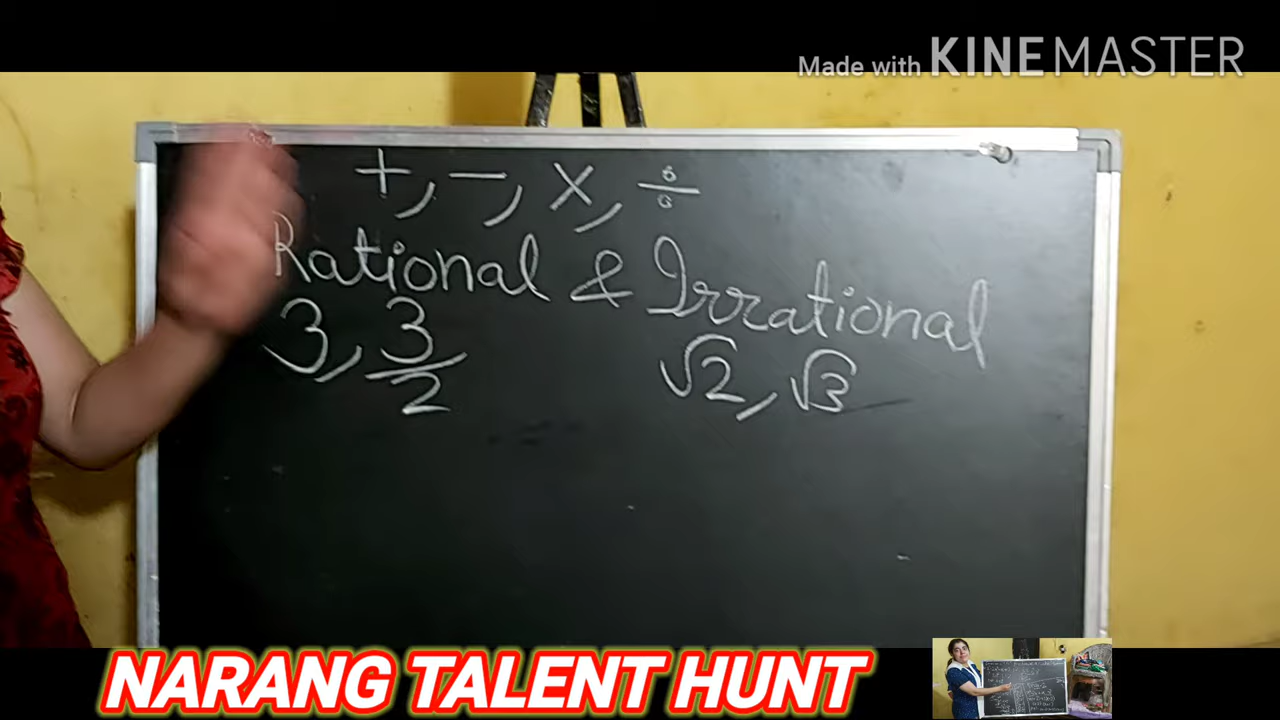 Made with KINEMASTER
+, −, ×, ÷
Rational & Irrational
3, 3/2 √2, √3
NARANG TALENT HUNT